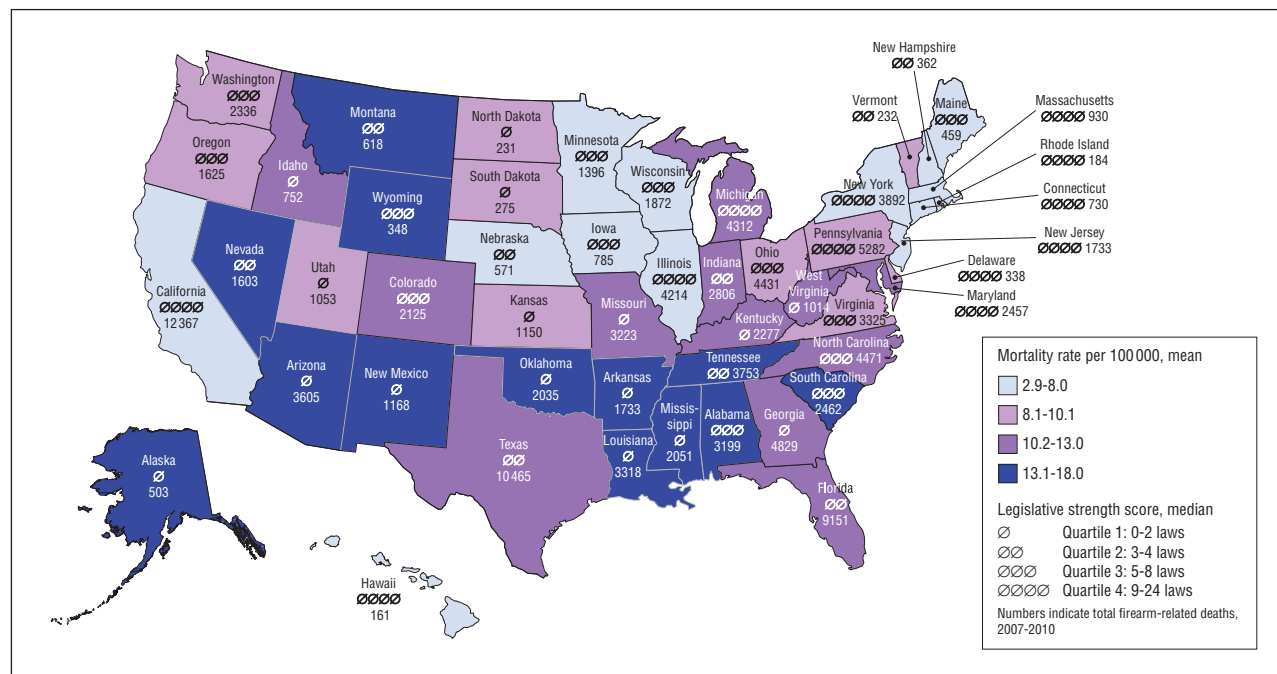 New Hampshire
ØØ 362
Vermont
ØØ 232
Maine
ØØØ
459
Massachusetts
ØØØØ 930
Rhode Island
ØØØØ 184
Connecticut
ØØØØ 730
New Jersey
ØØØØ 1733
Delaware
ØØØØ 338
Maryland
ØØØØ 2457
Washington
ØØØ
2336
Oregon
ØØØ
1625
Idaho
Ø
752
Montana
ØØ
618
Wyoming
ØØØ
348
North Dakota
Ø
231
South Dakota
Ø
275
Nebraska
ØØ
571
Minnesota
ØØØ
1396
Wisconsin
ØØØ
1872
Michigan
ØØØØ
4312
New York
ØØØØ 3892
Pennsylvania
ØØØØ 5282
Iowa
ØØØ
785
Illinois
ØØØØ
4214
Indiana
ØØ
2806
Ohio
ØØØ
4431
West
Virginia
Ø 1014
Virginia
ØØØ 3325
California
ØØØØ
12 367
Nevada
ØØ
1603
Utah
Ø
1053
Colorado
ØØØ
2125
Kansas
Ø
1150
Missouri
Ø
3223
Kentucky
Ø 2277
North Carolina
ØØØ 4471
Arizona
Ø
3605
New Mexico
Ø
1168
Oklahoma
Ø
2035
Arkansas
Ø
1733
Tennessee
ØØ 3753
South Carolina
ØØØ
2462
Texas
ØØ
10 465
Louisiana
Ø
3318
Missis-
sippi
Ø
2051
Alabama
ØØØ
3199
Georgia
Ø
4829
Florida
ØØ
9151
Alaska
Ø
503
Hawaii
ØØØØ
161
Mortality rate per 100 000, mean
2.9-8.0
8.1-10.1
10.2-13.0
13.1-18.0
Legislative strength score, median
Ø Quartile 1: 0-2 laws
ØØ Quartile 2: 3-4 laws
ØØØ Quartile 3: 5-8 laws
ØØØØ Quartile 4: 9-24 laws
Numbers indicate total firearm-related deaths,
2007-2010